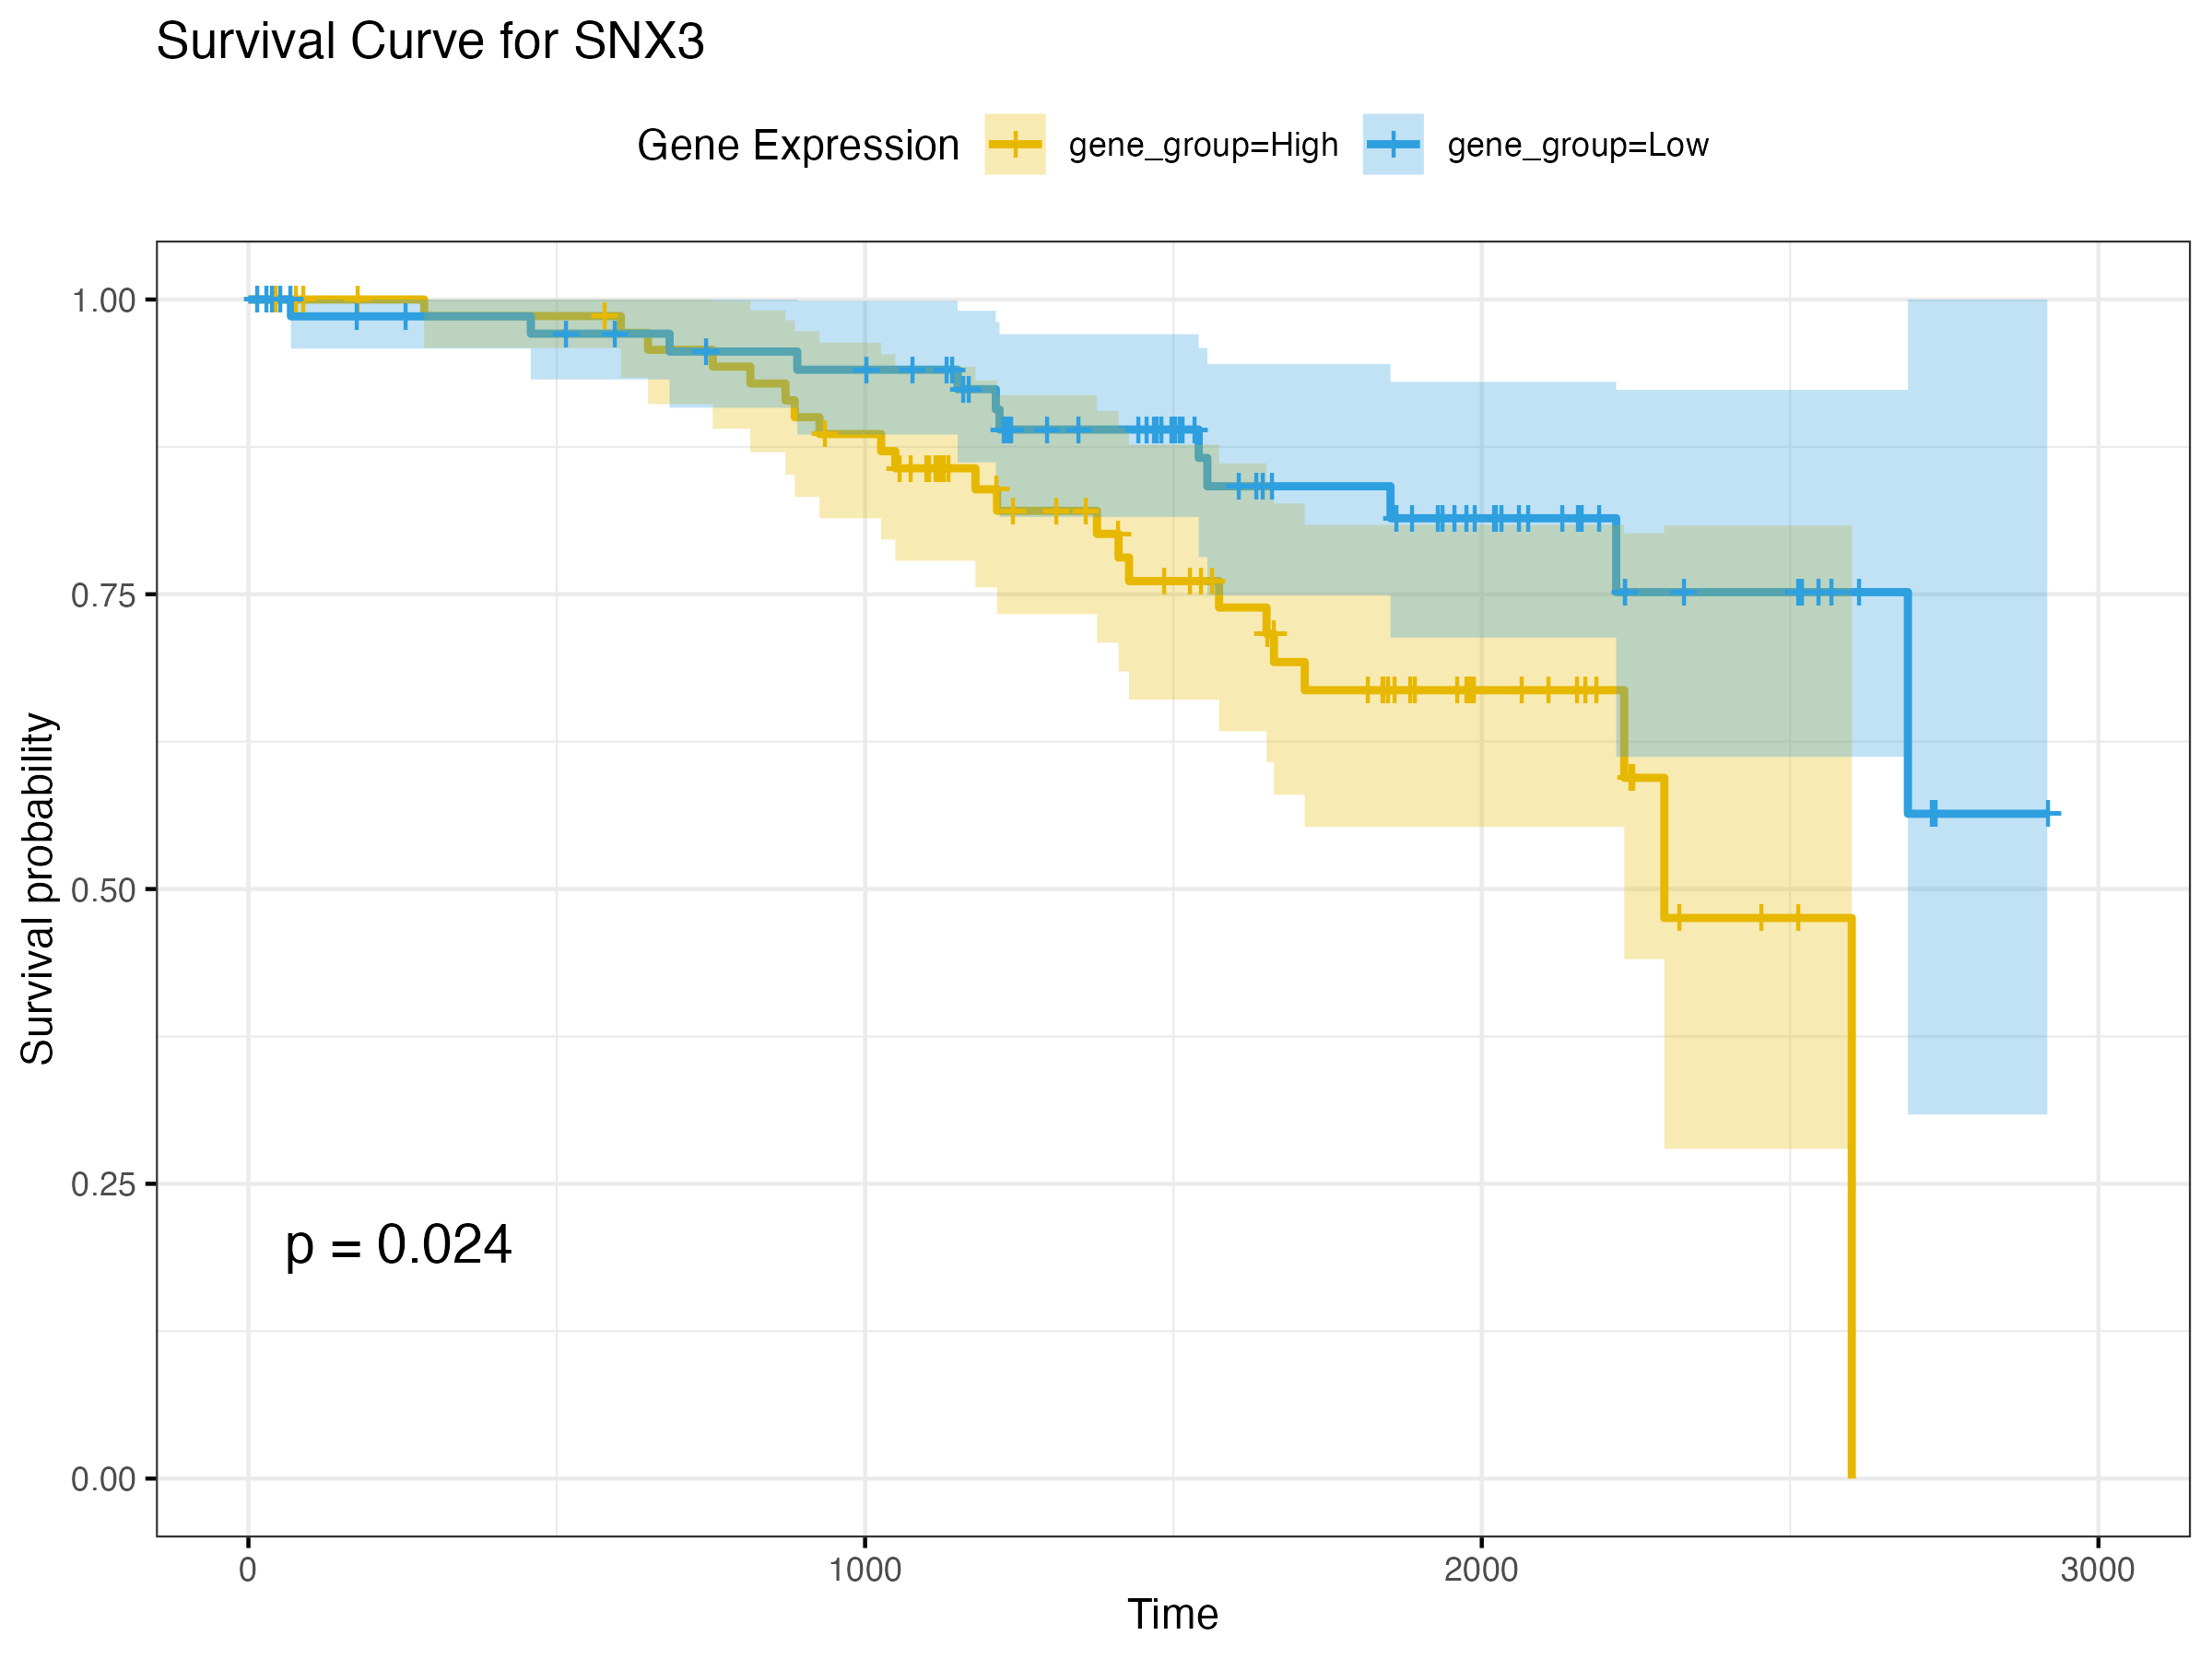 Survival Curve for SNX3
Gene Expression gene_group=High gene_group=Low
1.00
0.75
0.50
0.25
0.00
Survival probability
p = 0.024
0 1000 2000 3000
Time